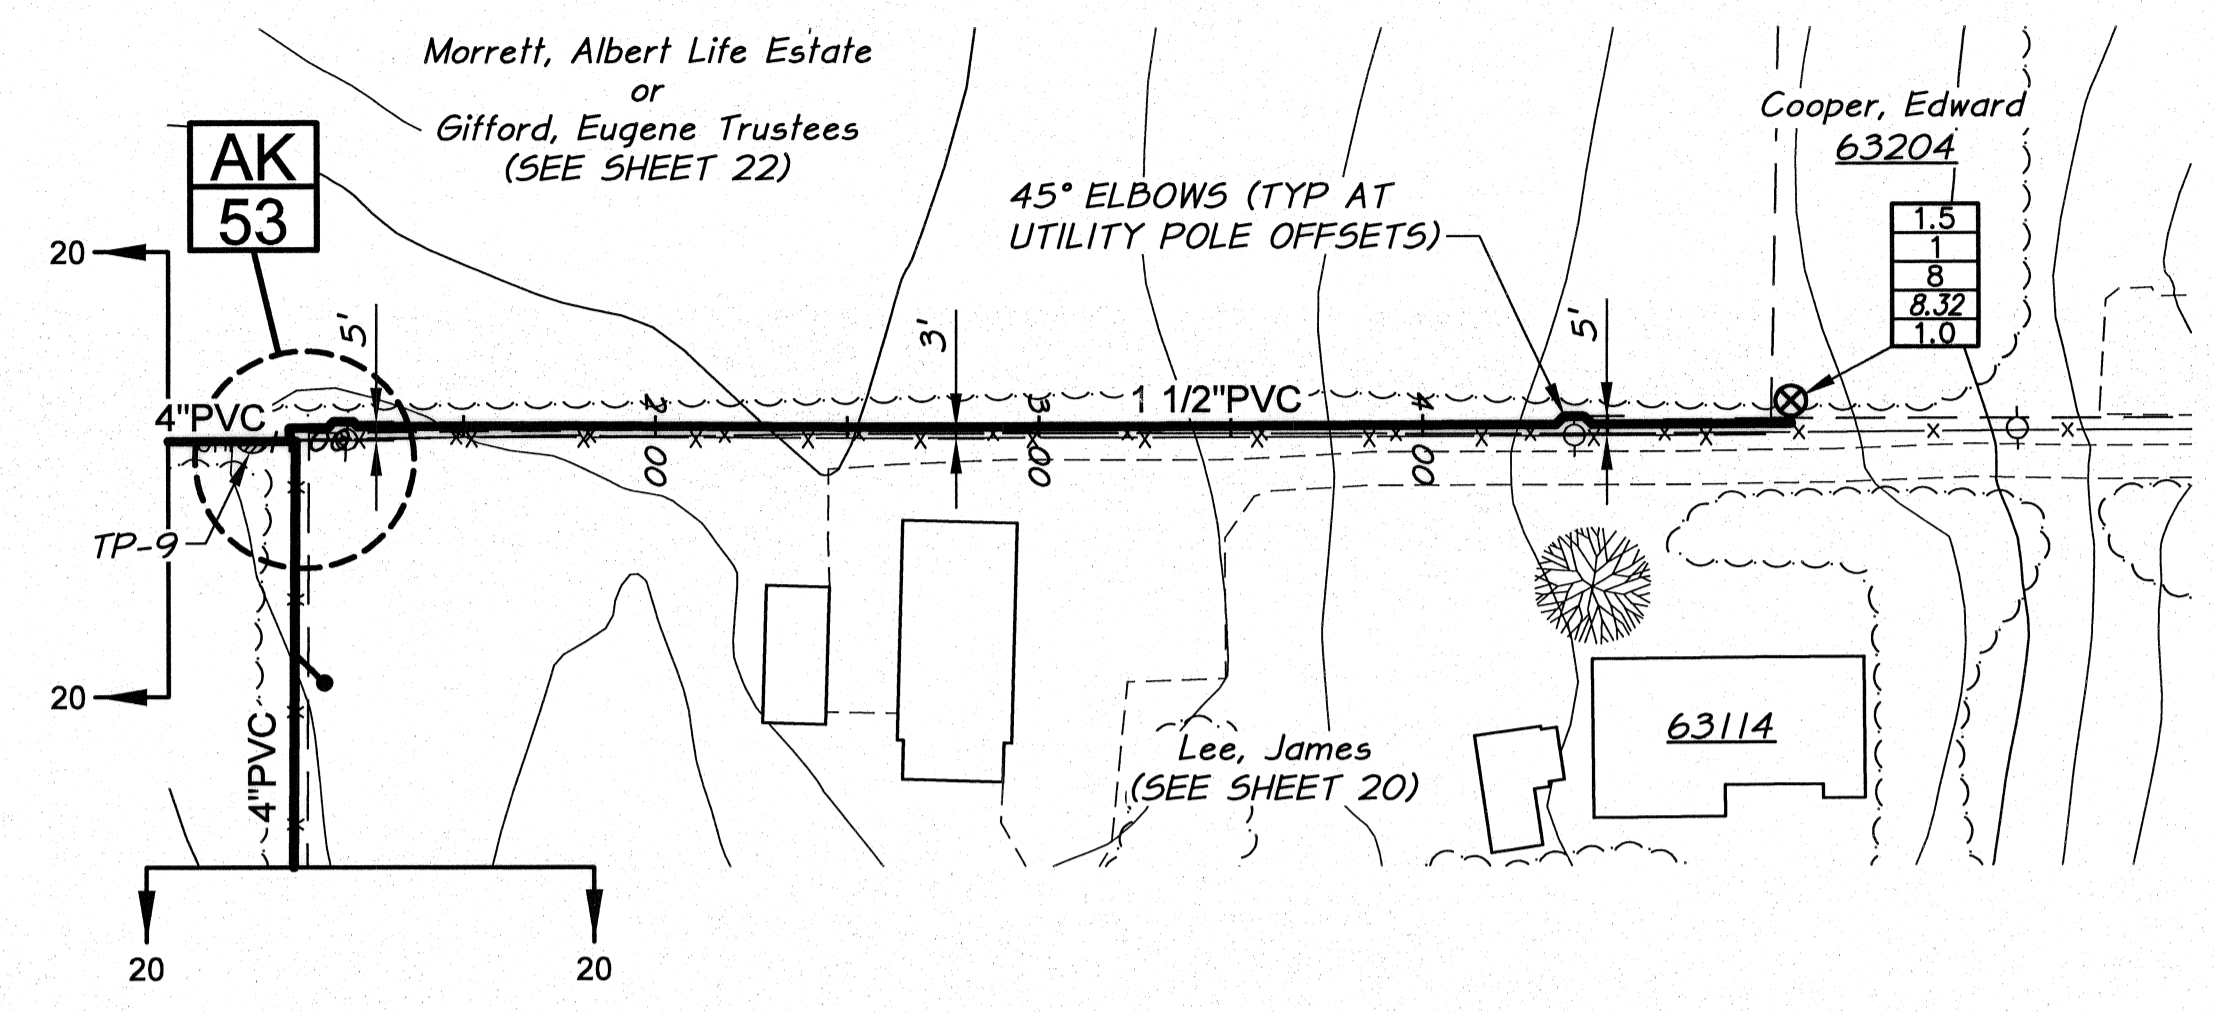 Morrett, Albert Life Estate
or
Gifford, Eugene Trustees
(SEE SHEET 22)
AK
53
Cooper, Edward
63204
45° ELBOWS (TYP AT
UTILITY POLE OFFSETS)
1.5
1
8
8.32
1.0
20
5'
3'
5'
4"PVC
1 1/2"PVC
2
00
3
00
4
00
TP-9
20
4"PVC
63114
Lee, James
(SEE SHEET 20)
20
20